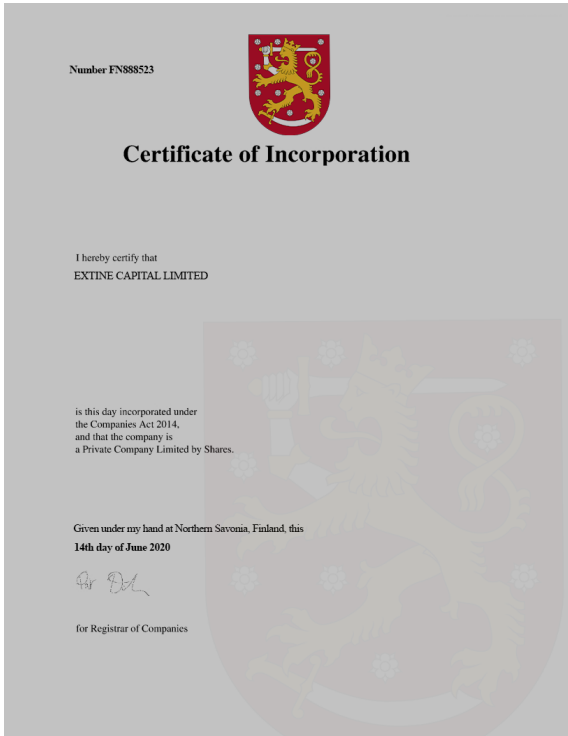 Number FN888523
Certificate of Incorporation
I hereby certify that
EXTINE CAPITAL LIMITED
is this day incorporated under
the Companies Act 2014,
and that the company is
a Private Company Limited by Shares.
Given under my hand at Northern Savonia, Finland, this
14th day of June 2020
for Registrar of Companies